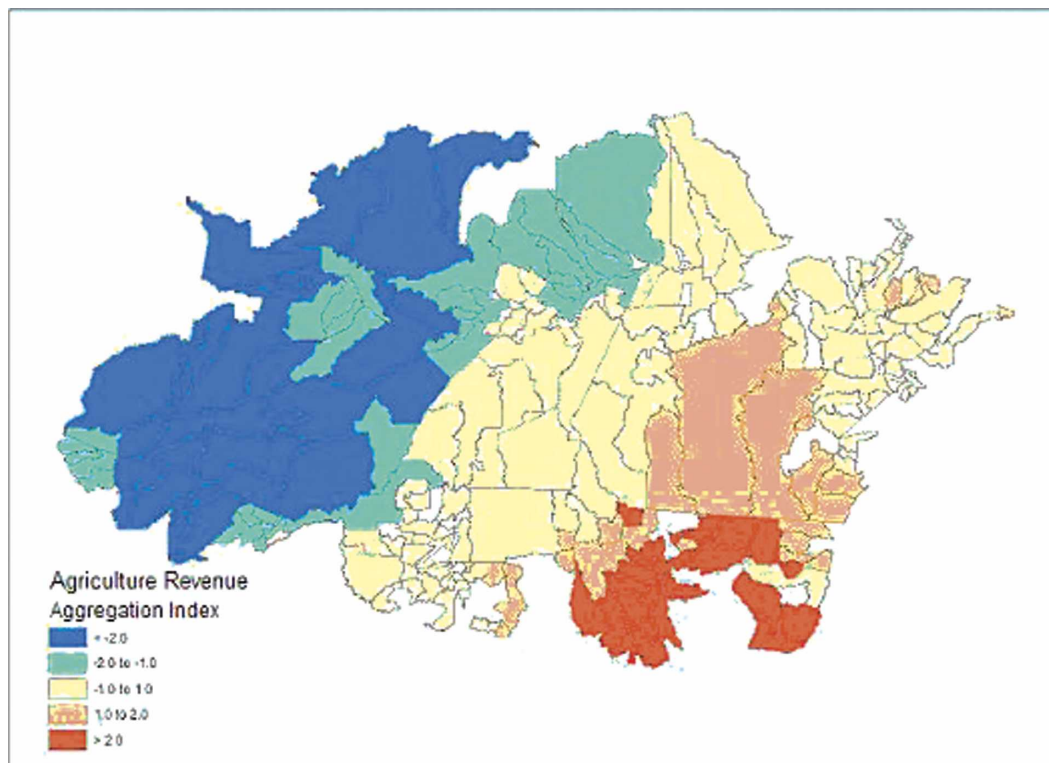 Agriculture Revenue
Aggregation Index
< -2.0
-2.0 to -1.0
-1.0 to 1.0
1.0 to 2.0
> 2.0